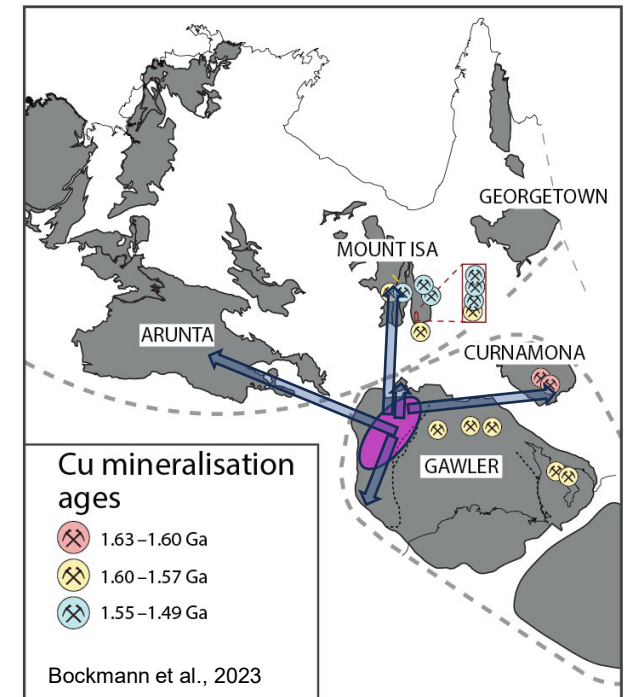 GEORGETOWN
MOUNT ISA
ARUNTA
CURNAMONA
GAWLER
Cu mineralisation
ages
1.63–1.60 Ga
1.60–1.57 Ga
1.55–1.49 Ga
Bockmann et al., 2023